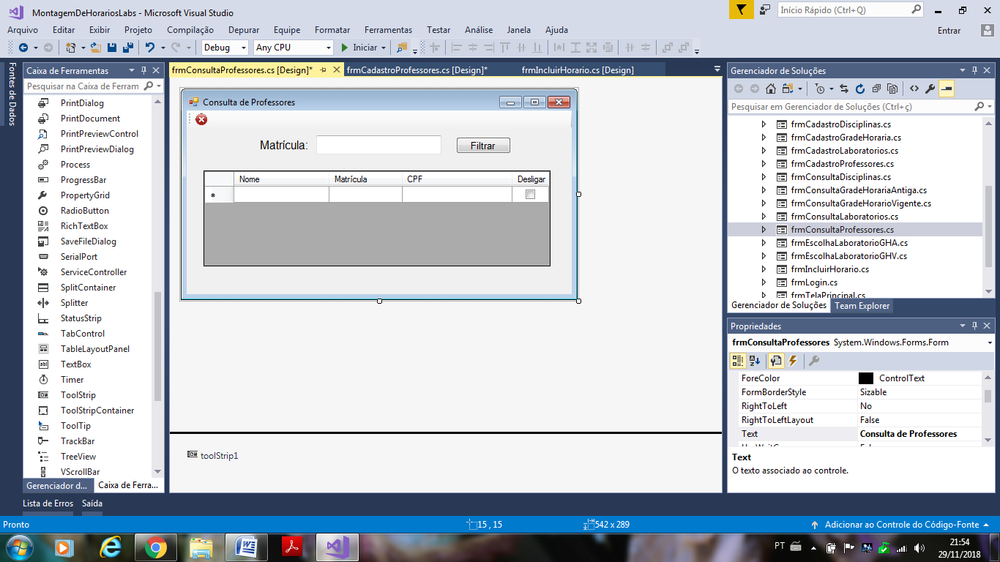 MontagemDeHorariosLabs - Microsoft Visual Studio
Início Rápido (Ctrl+Q)
Arquivo Editar Exibir Projeto Compilação Depurar Equipe Formatar Ferramentas Testar Análise Janela Ajuda
Entrar
Debug Any CPU Iniciar
Fontes de Dados
Caixa de Ferramentas
Pesquisar na Caixa de Ferram
PrintDialog
PrintDocument
PrintPreviewControl
PrintPreviewDialog
Process
ProgressBar
PropertyGrid
RadioButton
RichTextBox
SaveFileDialog
SerialPort
ServiceController
SplitContainer
Splitter
StatusStrip
TabControl
TableLayoutPanel
TextBox
Timer
ToolStrip
ToolStripContainer
ToolTip
TrackBar
TreeView
VScrollBar
Gerenciador d... Caixa de Ferra...
frmConsultaProfessores.cs [Design]* frmCadastroProfessores.cs [Design]* frmIncluirHorario.cs [Design]
Consulta de Professores
Matrícula: Filtrar
Nome Matrícula CPF Desligar
toolStrip1
Gerenciador de Soluções
Pesquisar em Gerenciador de Soluções (Ctrl+ç)
frmCadastroDisciplinas.cs
frmCadastroGradeHoraria.cs
frmCadastroLaboratorios.cs
frmCadastroProfessores.cs
frmConsultaDisciplinas.cs
frmConsultaGradeHorariaAntiga.cs
frmConsultaGradeHorariaVigente.cs
frmConsultaLaboratorios.cs
frmConsultaProfessores.cs
frmEscolhaLaboratorioGHA.cs
frmEscolhaLaboratorioGHV.cs
frmIncluirHorario.cs
frmLogin.cs
frmTelaPrincipal.cs
Gerenciador de Soluções Team Explorer
Propriedades
frmConsultaProfessores System.Windows.Forms.Form
ForeColor ControlText
FormBorderStyle Sizable
RightToLeft No
RightToLeftLayout False
Text Consulta de Professores
Text
O texto associado ao controle.
Lista de Erros Saída
Pronto 15 , 15 542 x 289 Adicionar ao Controle do Código-Fonte
PT
21:54
29/11/2018